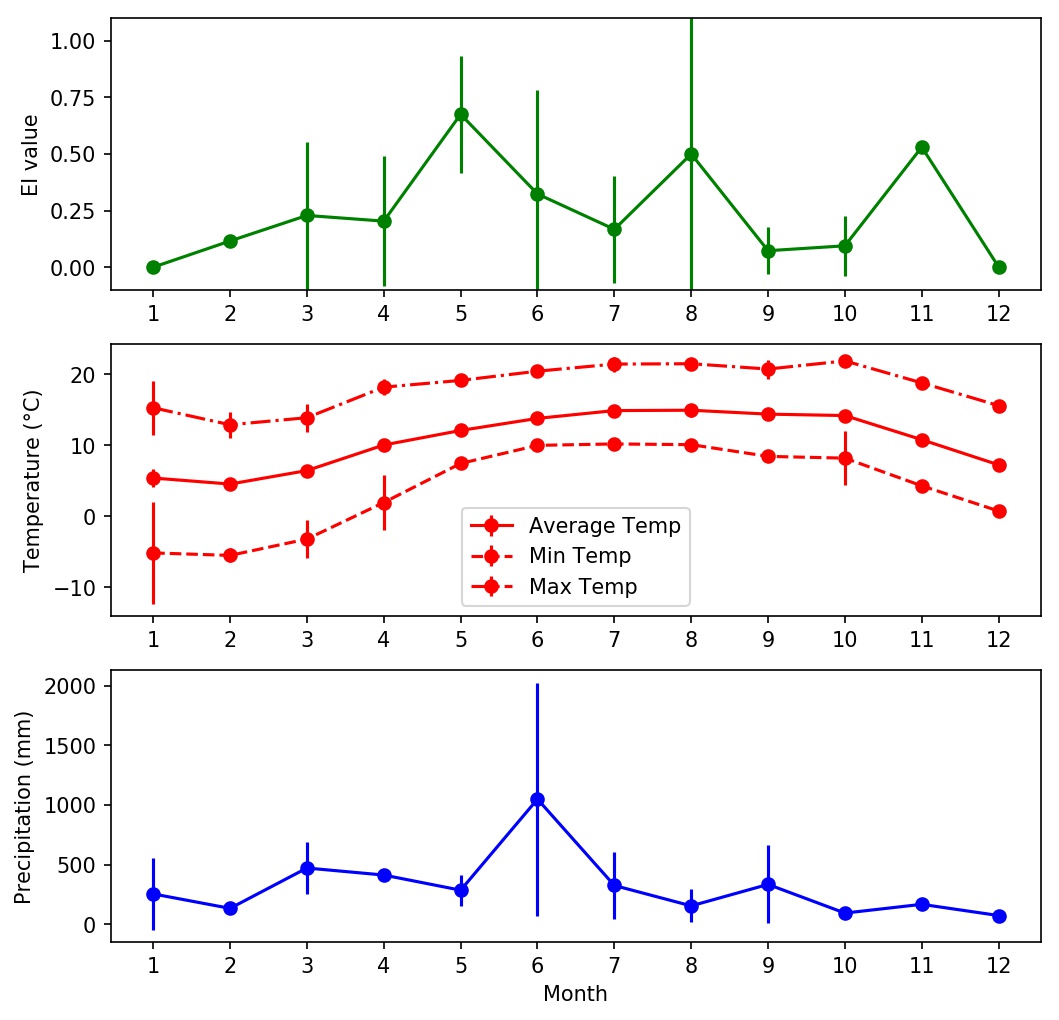 EI value
1.00
0.75
0.50
0.25
0.00
1 2 3 4 5 6 7 8 9 10 11 12
Temperature (°C)
20
10
0
−10
Average Temp
Min Temp
Max Temp
1 2 3 4 5 6 7 8 9 10 11 12
Precipitation (mm)
2000
1500
1000
500
0
1 2 3 4 5 6 7 8 9 10 11 12
Month